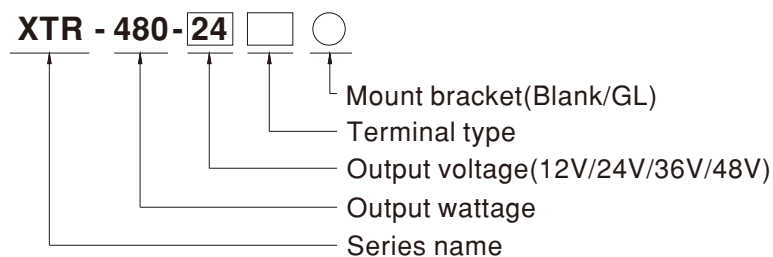 XTR - 480 - 24
Mount bracket(Blank/GL)
Terminal type
Output voltage(12V/24V/36V/48V)
Output wattage
Series name